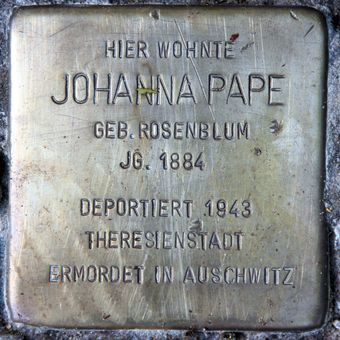 HIER WOHNTE
JOHANNA PAPE
GEB. ROSENBLUM
JG. 1884
DEPORTIERT 1943
THERESIENSTADT
ERMORDET IN AUSCHWITZ